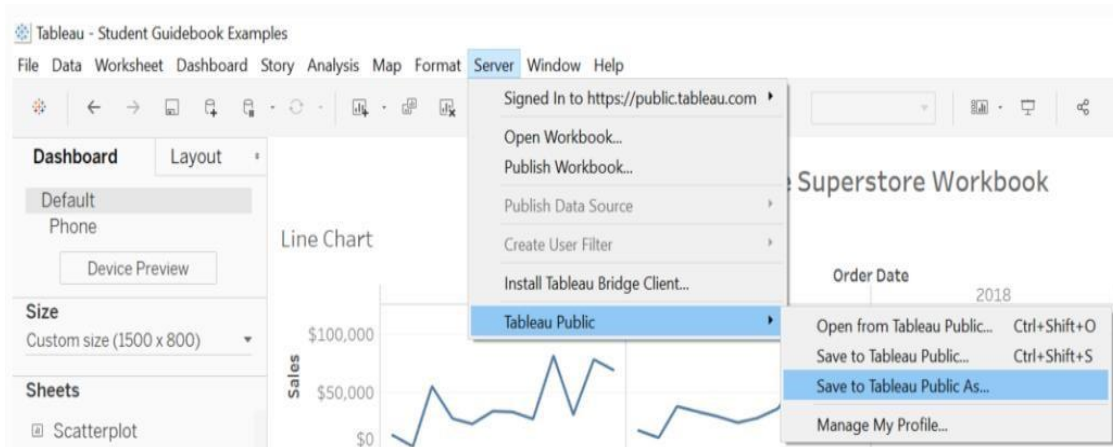 Tableau - Student Guidebook Examples
File Data Worksheet Dashboard Story Analysis Map Format Server Window Help
Signed In to https://public.tableau.com
Open Workbook...
Publish Workbook...
Publish Data Source
Create User Filter
Install Tableau Bridge Client...
Tableau Public
Open from Tableau Public... Ctrl+Shift+O
Save to Tableau Public... Ctrl+Shift+S
Save to Tableau Public As...
Manage My Profile...
Dashboard Layout
Default
Phone
Device Preview
Size
Custom size (1500 x 800)
Sheets
Scatterplot
Superstore Workbook
Line Chart
Order Date
2018
Sales
$100,000
$50,000
$0